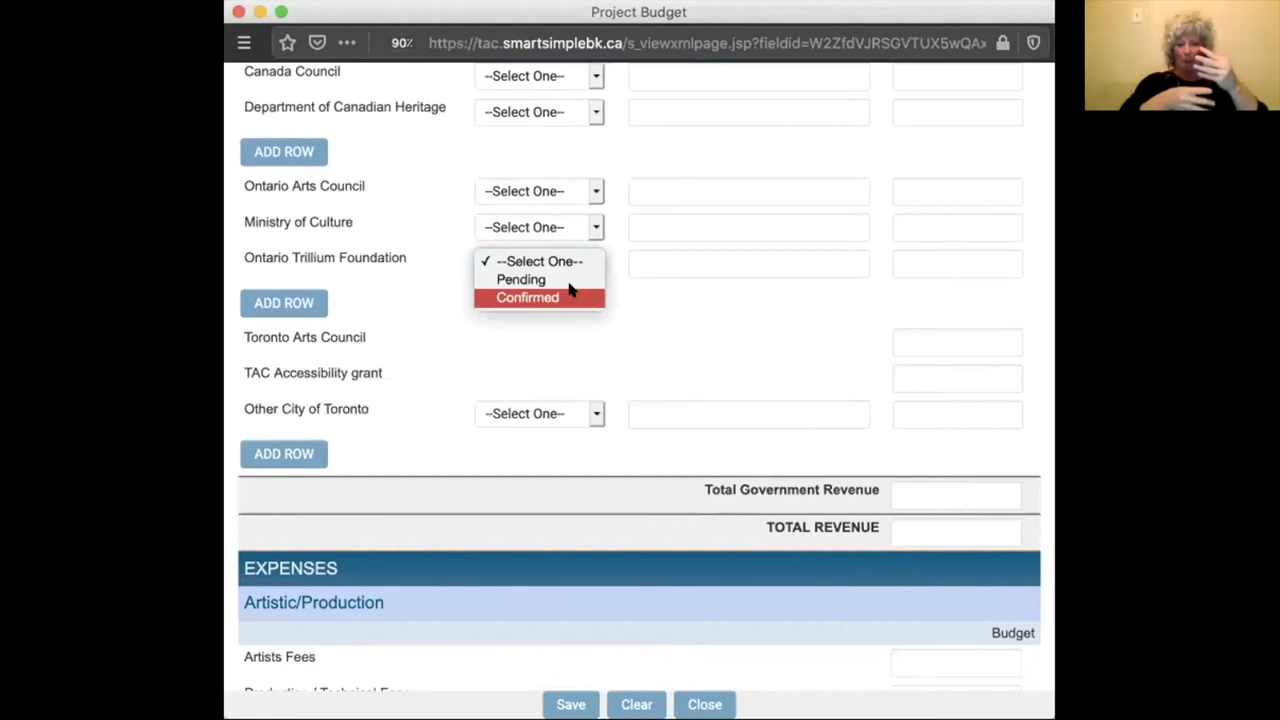 Project Budget
90% https://tac.smartsimplebk.ca/s_viewxmlpage.jsp?fieldid=W2ZfdVJRSGVTUX5wQAx
Canada Council --Select One--
Department of Canadian Heritage --Select One--
ADD ROW
Ontario Arts Council --Select One--
Ministry of Culture --Select One--
Ontario Trillium Foundation ✓ --Select One--
Pending
Confirmed
ADD ROW
Toronto Arts Council
TAC Accessibility grant
Other City of Toronto --Select One--
ADD ROW
Total Government Revenue
TOTAL REVENUE
EXPENSES
Artistic/Production
Budget
Artists Fees
Save Clear Close